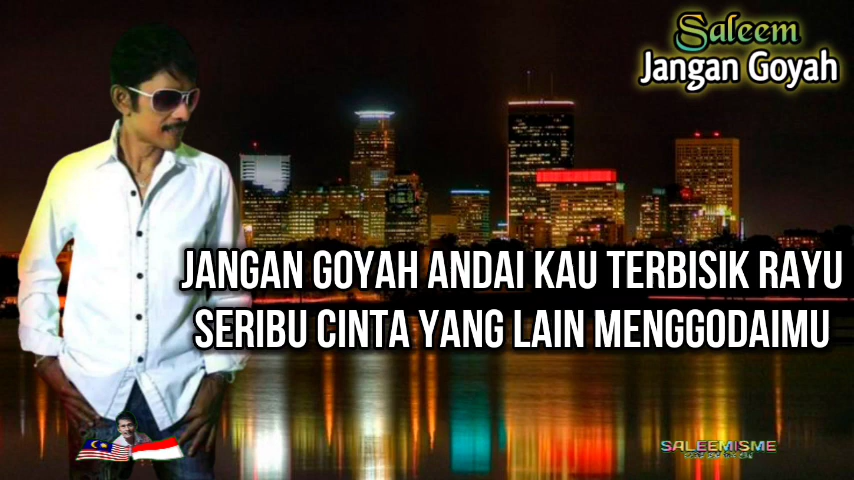 Saleem
Jangan Goyah
JANGAN GOYAH ANDAI KAU TERBISIK RAYU
SERIBU CINTA YANG LAIN MENGGODAIMU
SALEEMISME